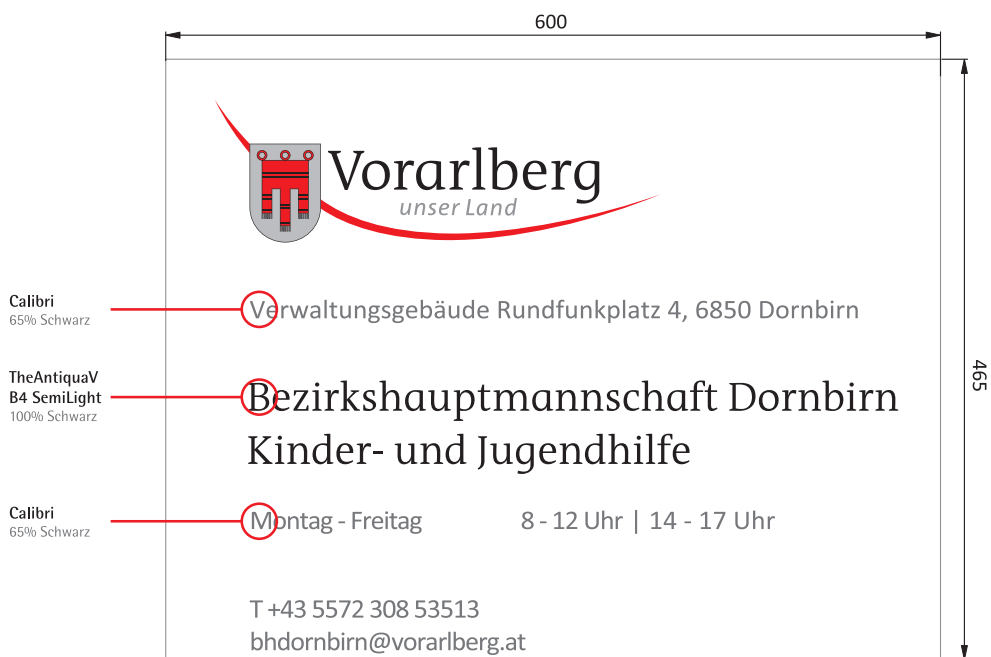 600
Vorarlberg
unser Land
Calibri
65% Schwarz
Verwaltungsgebäude Rundfunkplatz 4, 6850 Dornbirn
465
TheAntiquaV
B4 SemiLight
100% Schwarz
Bezirkshauptmannschaft Dornbirn
Kinder- und Jugendhilfe
Calibri
65% Schwarz
Montag - Freitag 8 - 12 Uhr | 14 - 17 Uhr
T +43 5572 308 53513
bhdornbirn@vorarlberg.at